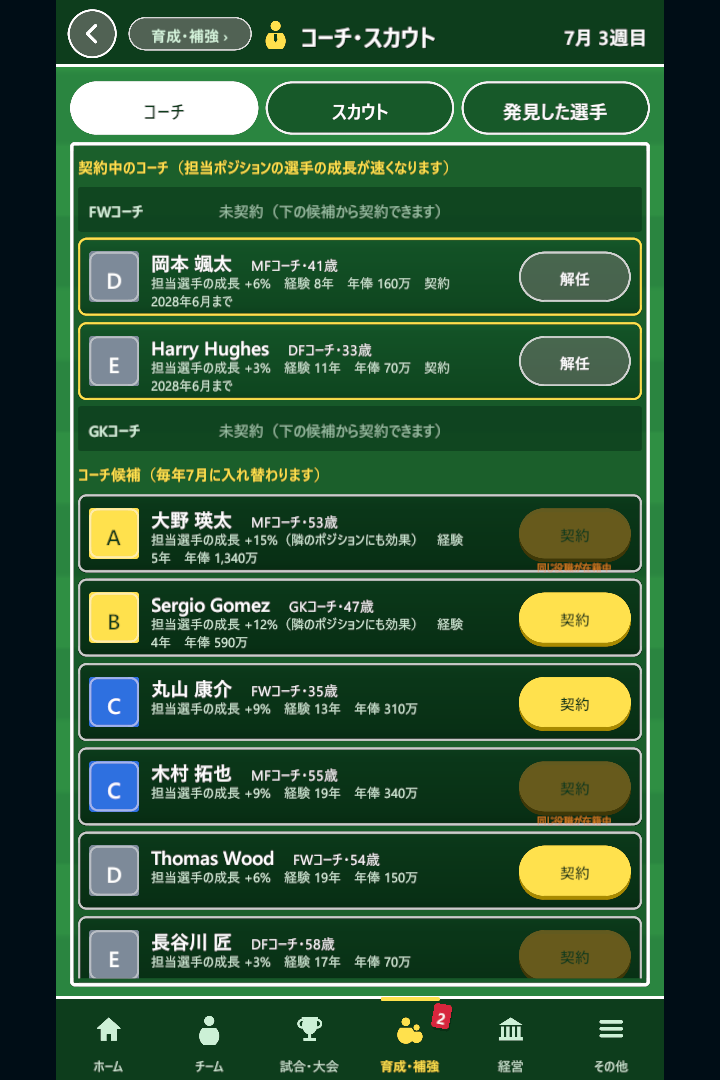 育成・補強 ›
コーチ・スカウト
7月 3週目
コーチ
スカウト
発見した選手
契約中のコーチ（担当ポジションの選手の成長が速くなります）
FWコーチ 未契約（下の候補から契約できます）
D
岡本 颯太 MFコーチ・41歳
担当選手の成長 +6% 経験 8年 年俸 160万 契約
2028年6月まで
解任
E
Harry Hughes DFコーチ・33歳
担当選手の成長 +3% 経験 11年 年俸 70万 契約
2028年6月まで
解任
GKコーチ 未契約（下の候補から契約できます）
コーチ候補（毎年7月に入れ替わります）
A
大野 瑛太 MFコーチ・53歳
担当選手の成長 +15%（隣のポジションにも効果） 経験
5年 年俸 1,340万
契約
同じ役職が在籍中
B
Sergio Gomez GKコーチ・47歳
担当選手の成長 +12%（隣のポジションにも効果） 経験
4年 年俸 590万
契約
C
丸山 康介 FWコーチ・35歳
担当選手の成長 +9% 経験 13年 年俸 310万
契約
C
木村 拓也 MFコーチ・55歳
担当選手の成長 +9% 経験 19年 年俸 340万
契約
同じ役職が在籍中
D
Thomas Wood FWコーチ・54歳
担当選手の成長 +6% 経験 19年 年俸 150万
契約
E
長谷川 匠 DFコーチ・58歳
担当選手の成長 +3% 経験 17年 年俸 70万
契約
2
ホーム
チーム
試合・大会
育成・補強
経営
その他